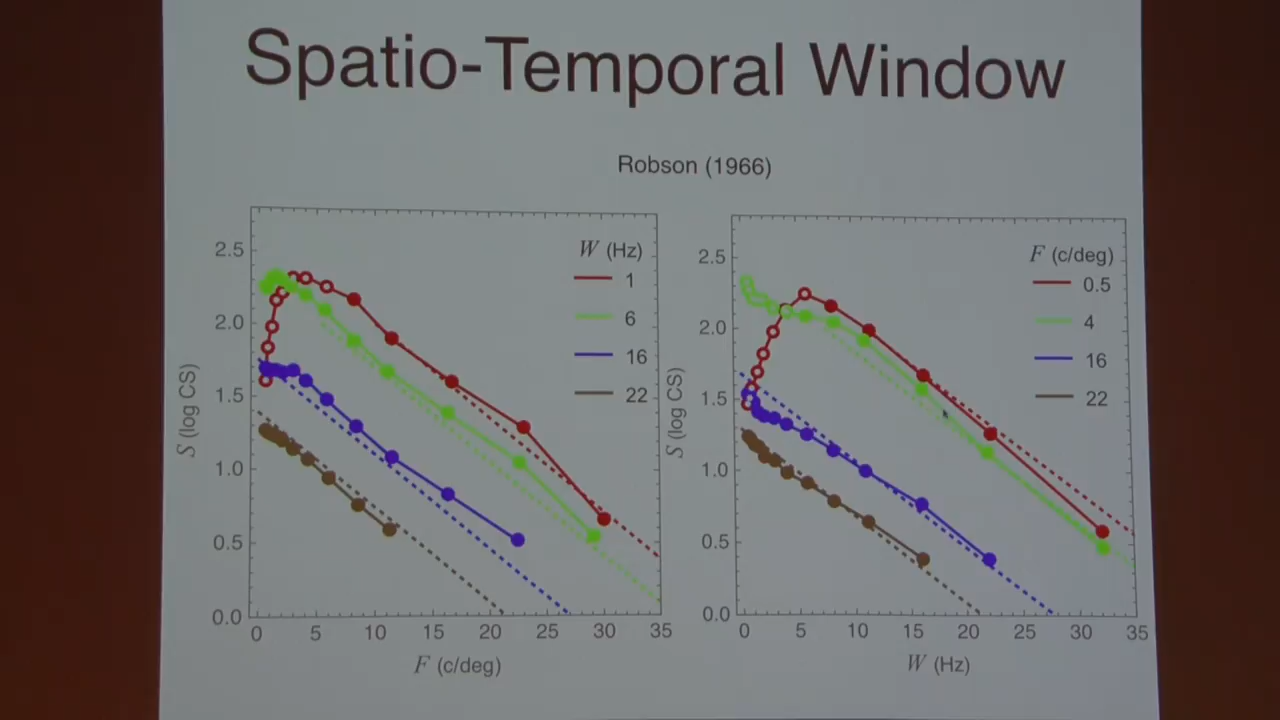 Spatio-Temporal Window
Robson (1966)
W (Hz)
1
6
16
22
2.5
2.0
1.5
1.0
0.5
0.0
S (log CS)
0 5 10 15 20 25 30 35
F (c/deg)
F (c/deg)
0.5
4
16
22
2.5
2.0
1.5
1.0
0.5
0.0
S (log CS)
0 5 10 15 20 25 30 35
W (Hz)